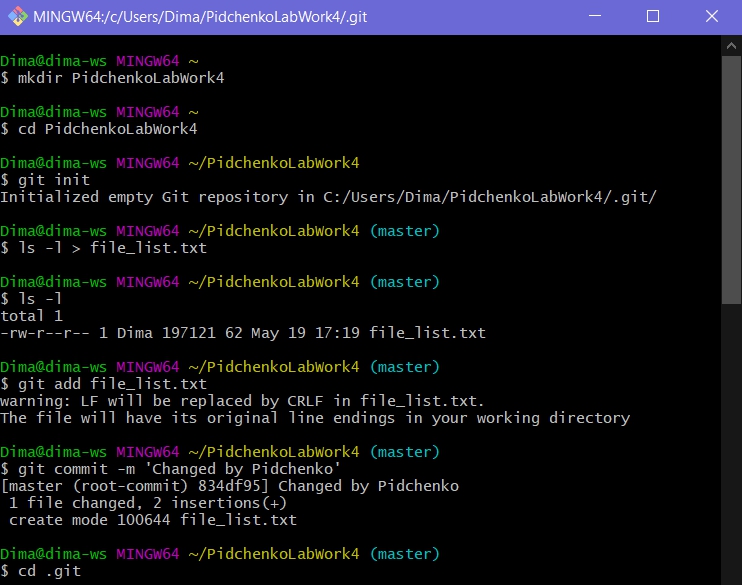 MINGW64:/c/Users/Dima/PidchenkoLabWork4/.git
Dima@dima-ws MINGW64 ~
$ mkdir PidchenkoLabWork4
Dima@dima-ws MINGW64 ~
$ cd PidchenkoLabWork4
Dima@dima-ws MINGW64 ~/PidchenkoLabWork4
$ git init
Initialized empty Git repository in C:/Users/Dima/PidchenkoLabWork4/.git/
Dima@dima-ws MINGW64 ~/PidchenkoLabWork4 (master)
$ ls -l > file_list.txt
Dima@dima-ws MINGW64 ~/PidchenkoLabWork4 (master)
$ ls -l
total 1
-rw-r--r-- 1 Dima 197121 62 May 19 17:19 file_list.txt
Dima@dima-ws MINGW64 ~/PidchenkoLabWork4 (master)
$ git add file_list.txt
warning: LF will be replaced by CRLF in file_list.txt.
The file will have its original line endings in your working directory
Dima@dima-ws MINGW64 ~/PidchenkoLabWork4 (master)
$ git commit -m 'Changed by Pidchenko'
[master (root-commit) 834df95] Changed by Pidchenko
1 file changed, 2 insertions(+)
create mode 100644 file_list.txt
Dima@dima-ws MINGW64 ~/PidchenkoLabWork4 (master)
$ cd .git